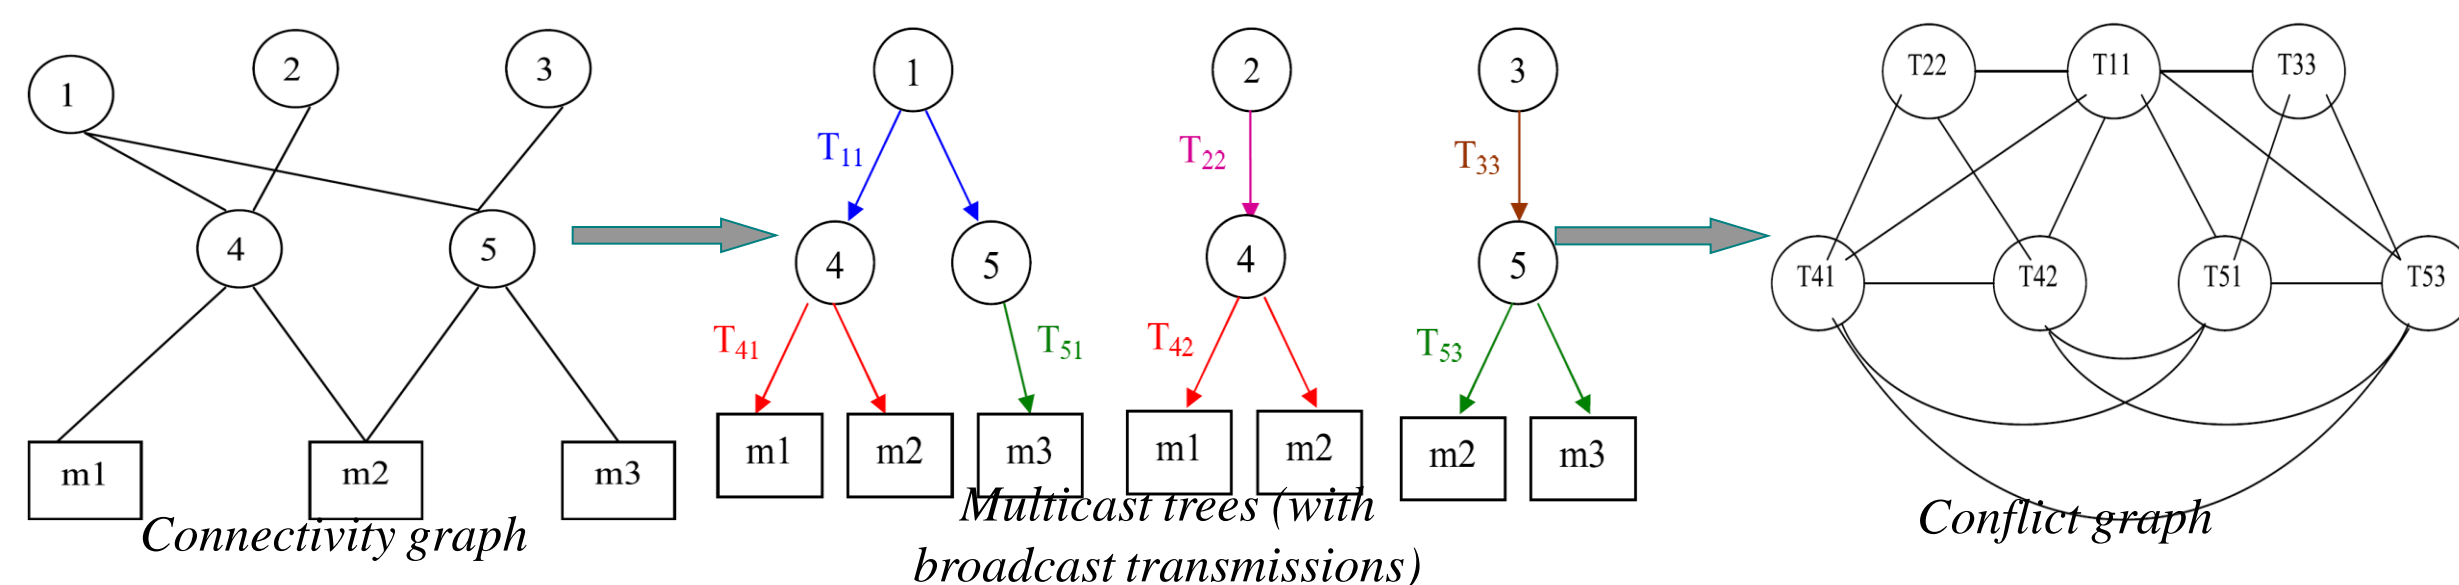 1
2
3
4
5
m1
m2
m3
Connectivity graph
1
2
3
T11
T22
T33
4
5
4
5
T41
T51
T42
T53
m1
m2
m3
m1
m2
m2
m3
Multicast trees (with
broadcast transmissions)
T22
T11
T33
T41
T42
T51
T53
Conflict graph